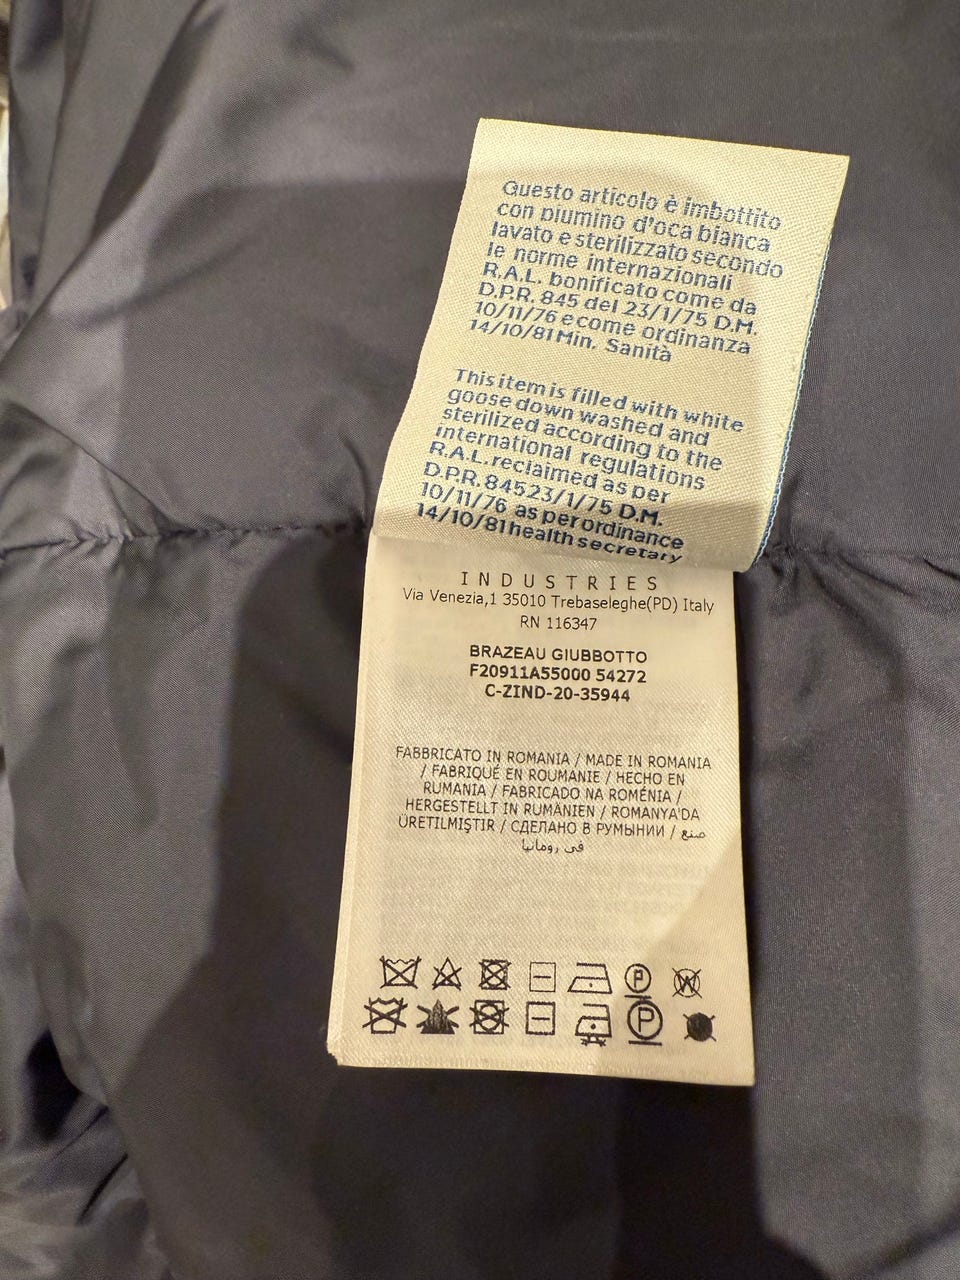 Questo articolo è imbottito
con piumino d'oca bianca
lavato e sterilizzato secondo
le norme internazionali
R.A.L. bonificato come da
D.P.R. 845 del 23/1/75 D.M.
10/11/76 e come ordinanza
14/10/81 Min. Sanità
This item is filled with white
goose down washed and
sterilized according to the
international regulations
R.A.L. reclaimed as per
D.P.R. 845 23/1/75 D.M.
10/11/76 as per ordinance
14/10/81 health secretary
INDUSTRIES
Via Venezia,1 35010 Trebaseleghe(PD) Italy
RN 116347
BRAZEAU GIUBBOTTO
F20911A55000 54272
C-ZIND-20-35944
FABBRICATO IN ROMANIA / MADE IN ROMANIA
/ FABRIQUÉ EN ROUMANIE / HECHO EN
RUMANIA / FABRICADO NA ROMÉNIA /
HERGESTELLT IN RUMÄNIEN / ROMANYA'DA
ÜRETILMIŞTIR / СДЕЛАНО В РУМЫНИИ / صنع
في رومانيا
P W
P